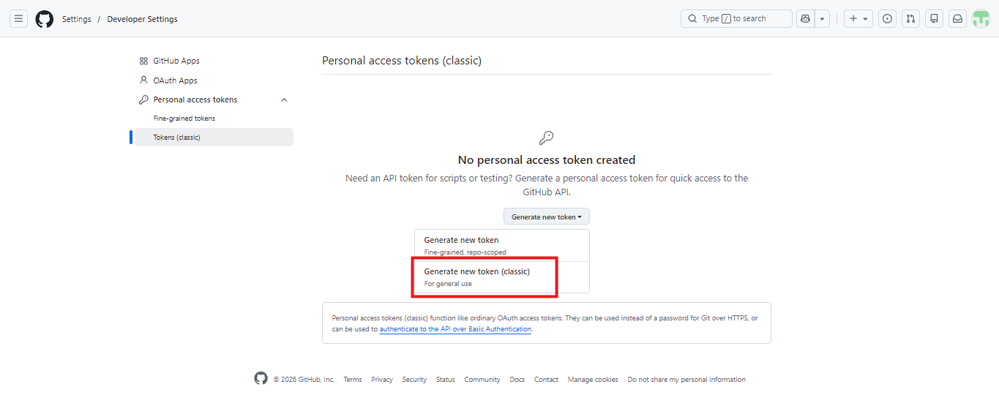 Settings / Developer Settings
Type / to search
GitHub Apps
OAuth Apps
Personal access tokens
Fine-grained tokens
Tokens (classic)
Personal access tokens (classic)
No personal access token created
Need an API token for scripts or testing? Generate a personal access token for quick access to the
GitHub API.
Generate new token
Generate new token
Fine-grained, repo-scoped
Generate new token (classic)
For general use
Personal access tokens (classic) function like ordinary OAuth access tokens. They can be used instead of a password for Git over HTTPS, or
can be used to authenticate to the API over Basic Authentication.
© 2026 GitHub, Inc. Terms Privacy Security Status Community Docs Contact Manage cookies Do not share my personal information